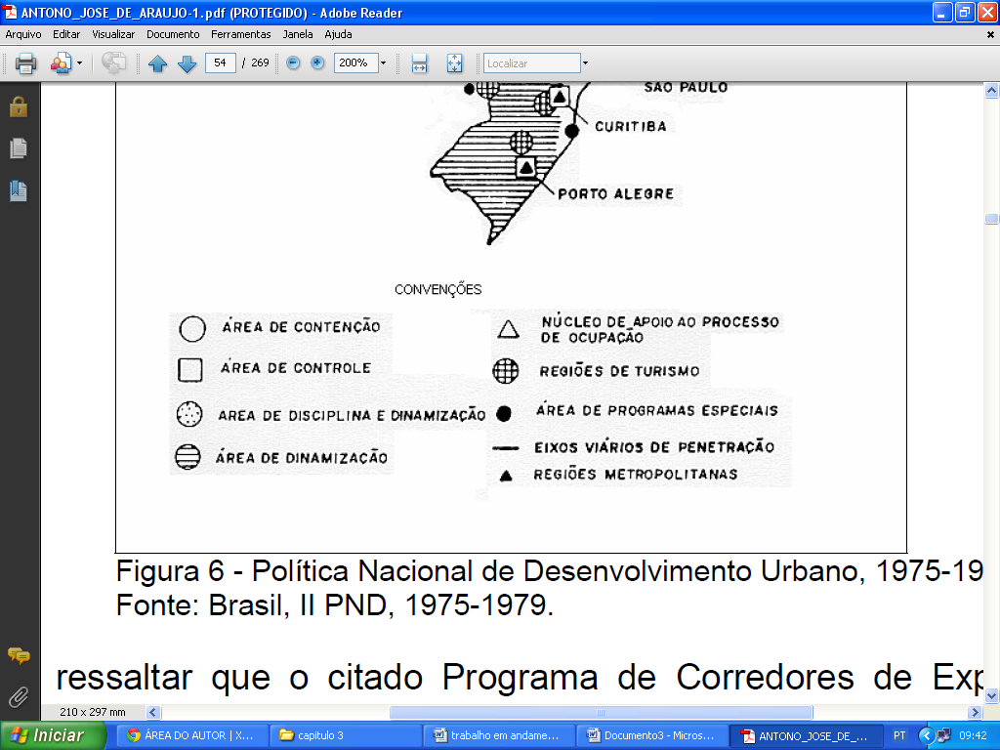 ANTONO_JOSE_DE_ARAUJO-1.pdf (PROTEGIDO) - Adobe Reader
Arquivo Editar Visualizar Documento Ferramentas Janela Ajuda
54 / 269 200% Localizar
SÃO PAULO
CURITIBA
PORTO ALEGRE
CONVENÇÕES
ÁREA DE CONTENÇÃO
ÁREA DE CONTROLE
AREA DE DISCIPLINA E DINAMIZAÇÃO
ÁREA DE DINAMIZAÇÃO
NÚCLEO DE APOIO AO PROCESSO
DE OCUPAÇÃO
REGIÕES DE TURISMO
ÁREA DE PROGRAMAS ESPECIAIS
EIXOS VIÁRIOS DE PENETRAÇÃO
REGIÕES METROPOLITANAS
Figura 6 - Política Nacional de Desenvolvimento Urbano, 1975-19
Fonte: Brasil, II PND, 1975-1979.
ressaltar que o citado Programa de Corredores de Exp
210 x 297 mm
Iniciar ÁREA DO AUTOR | X... capitulo 3 trabalho em andame... Documento3 - Micros... ANTONO_JOSE_DE_... PT 09:42